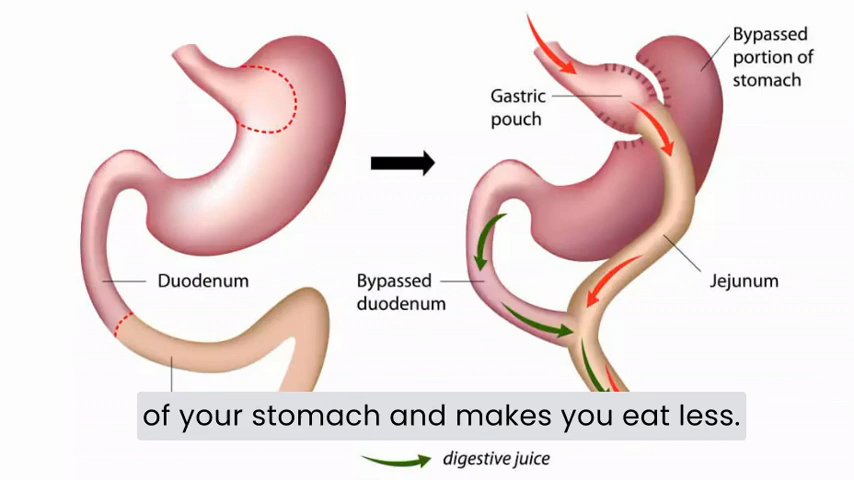 Bypassed
portion of
stomach
Gastric
pouch
Duodenum
Bypassed
duodenum
Jejunum
of your stomach and makes you eat less.
digestive juice